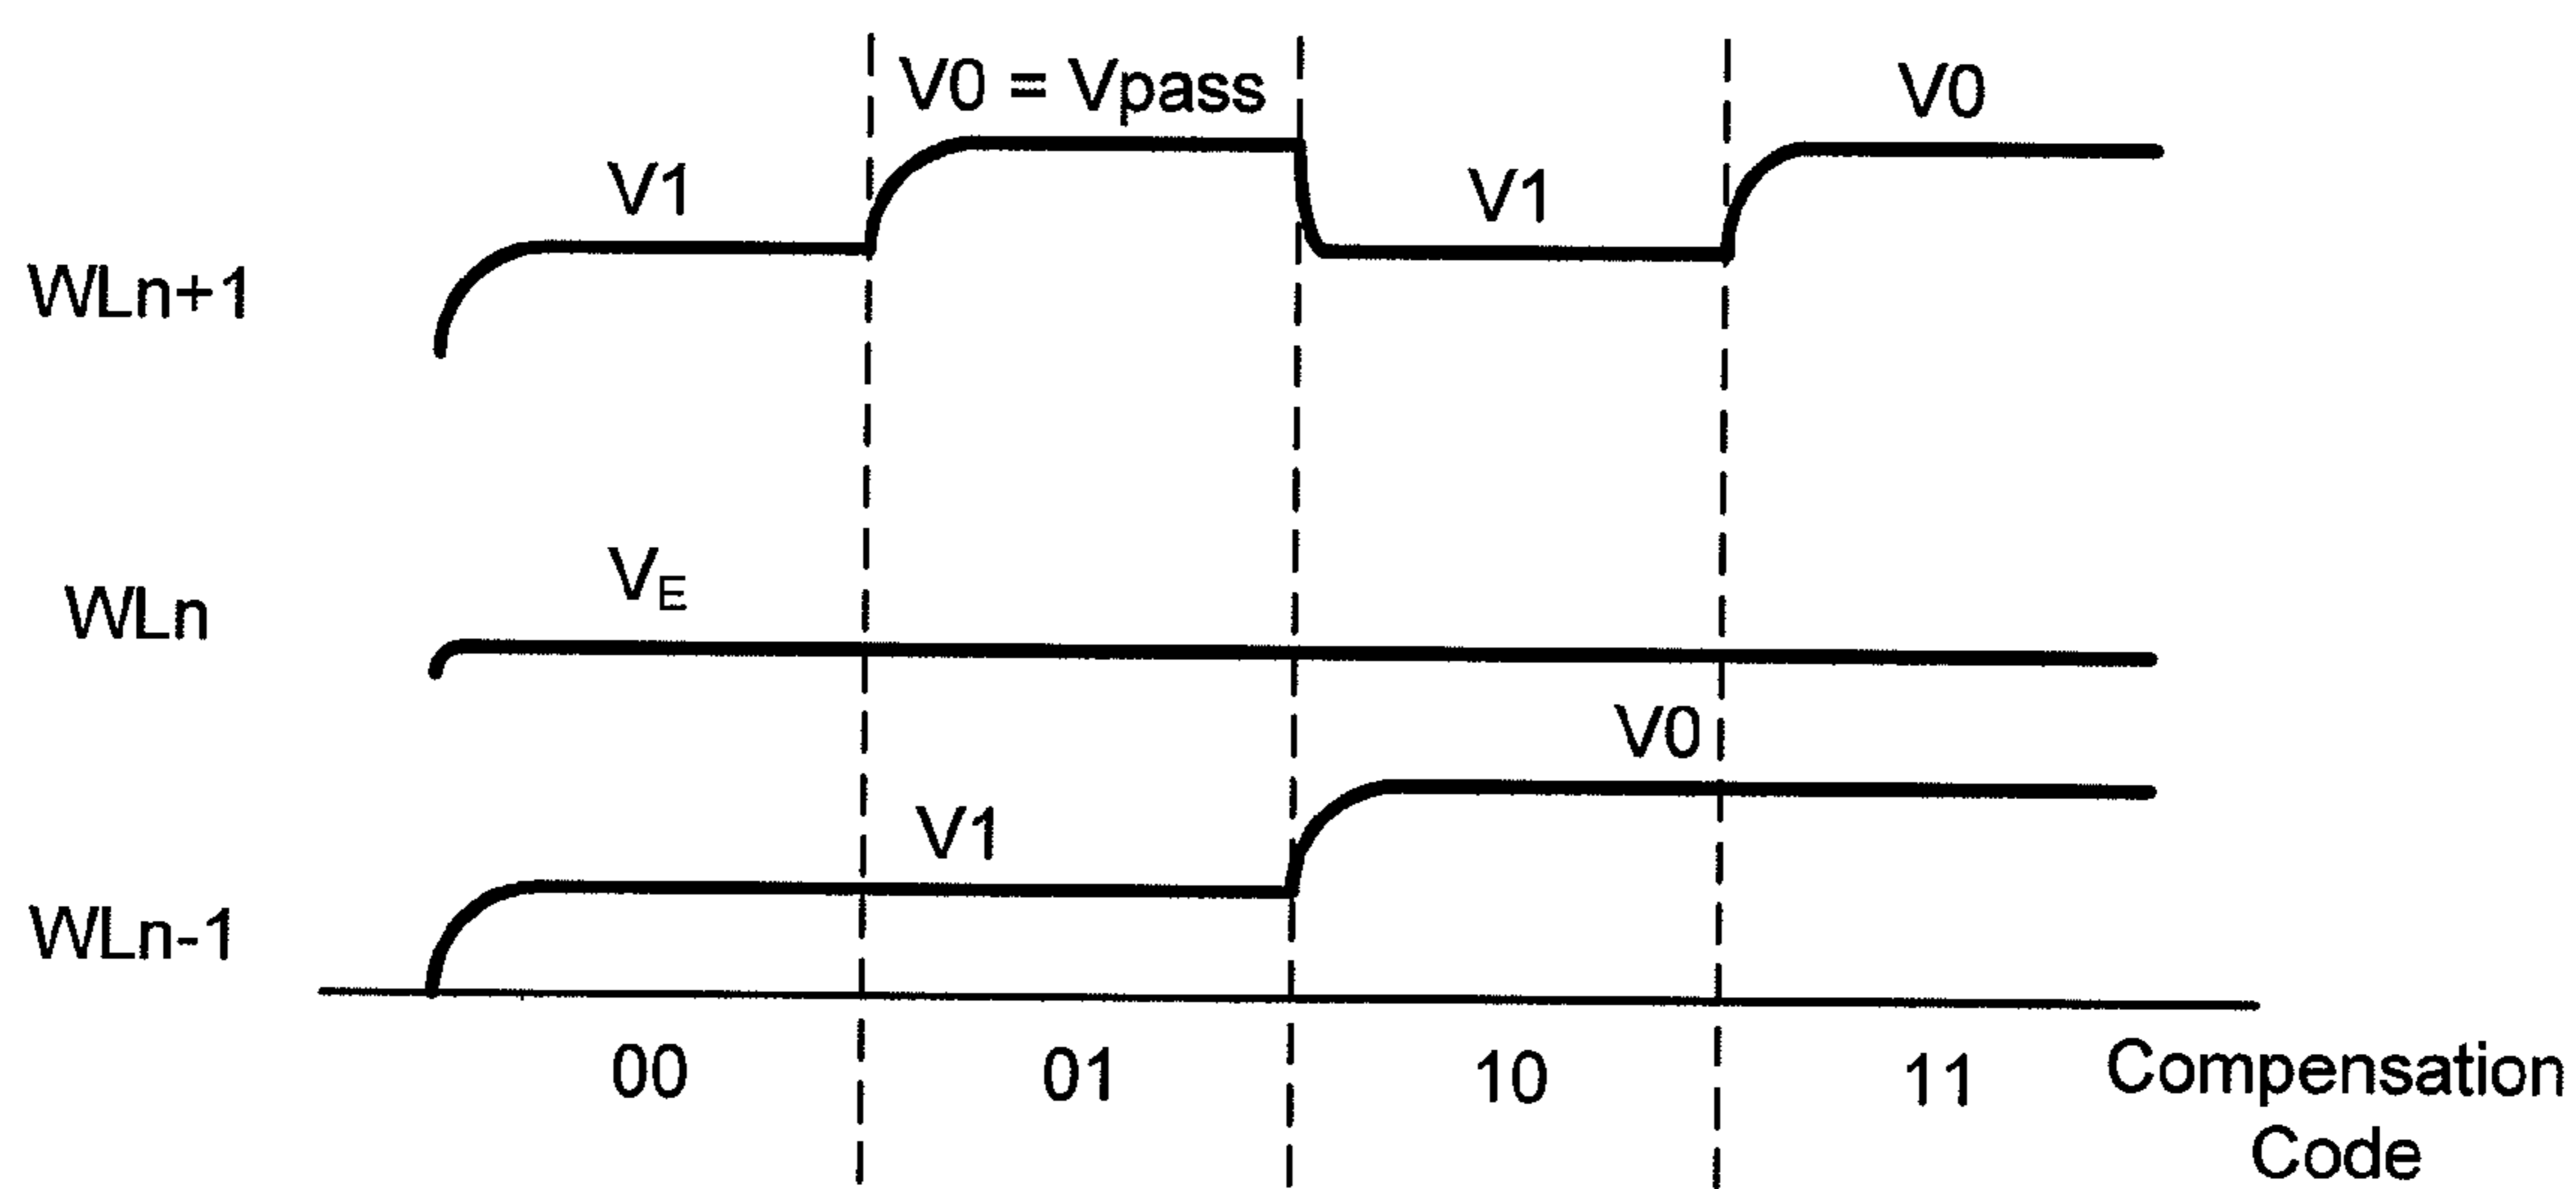 V0 = Vpass
V0
V1
V1
WLn+1
VE
WLn
V0
V1
WLn-1
00
01
10
11
Compensation
Code